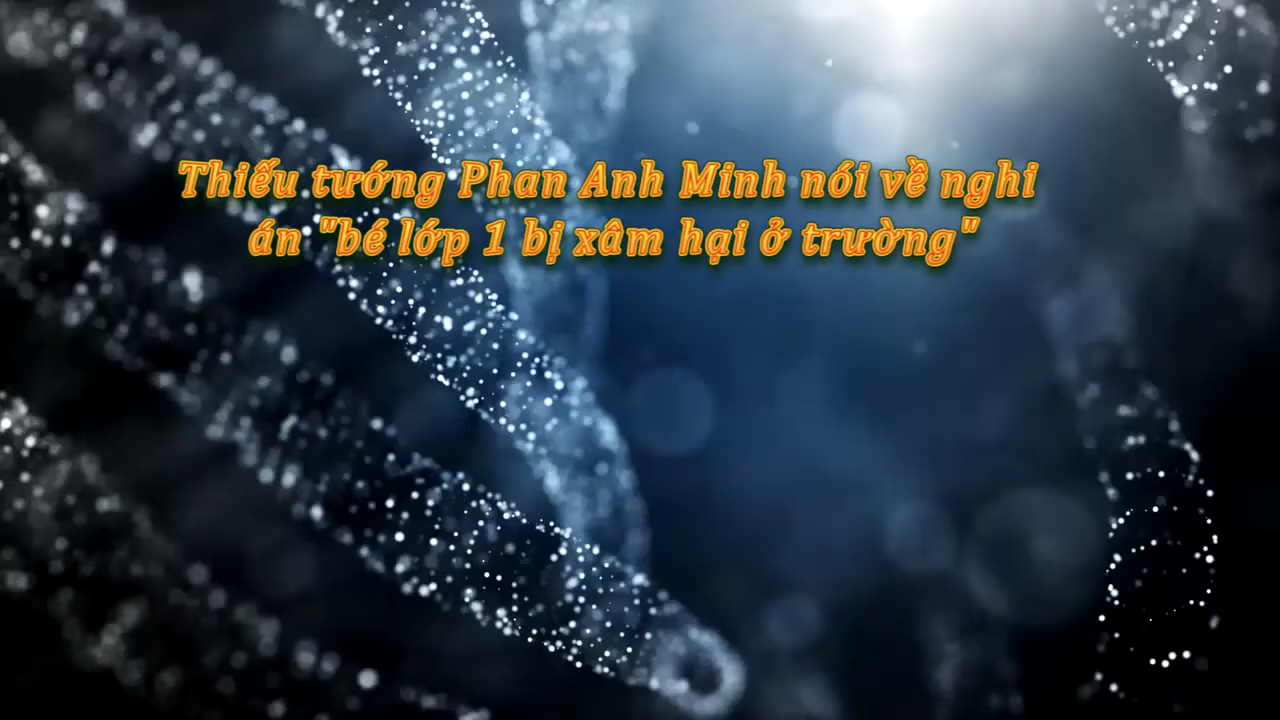 Thiếu tướng Phan Anh Minh nói về nghi
án "bé lớp 1 bị xâm hại ở trường"